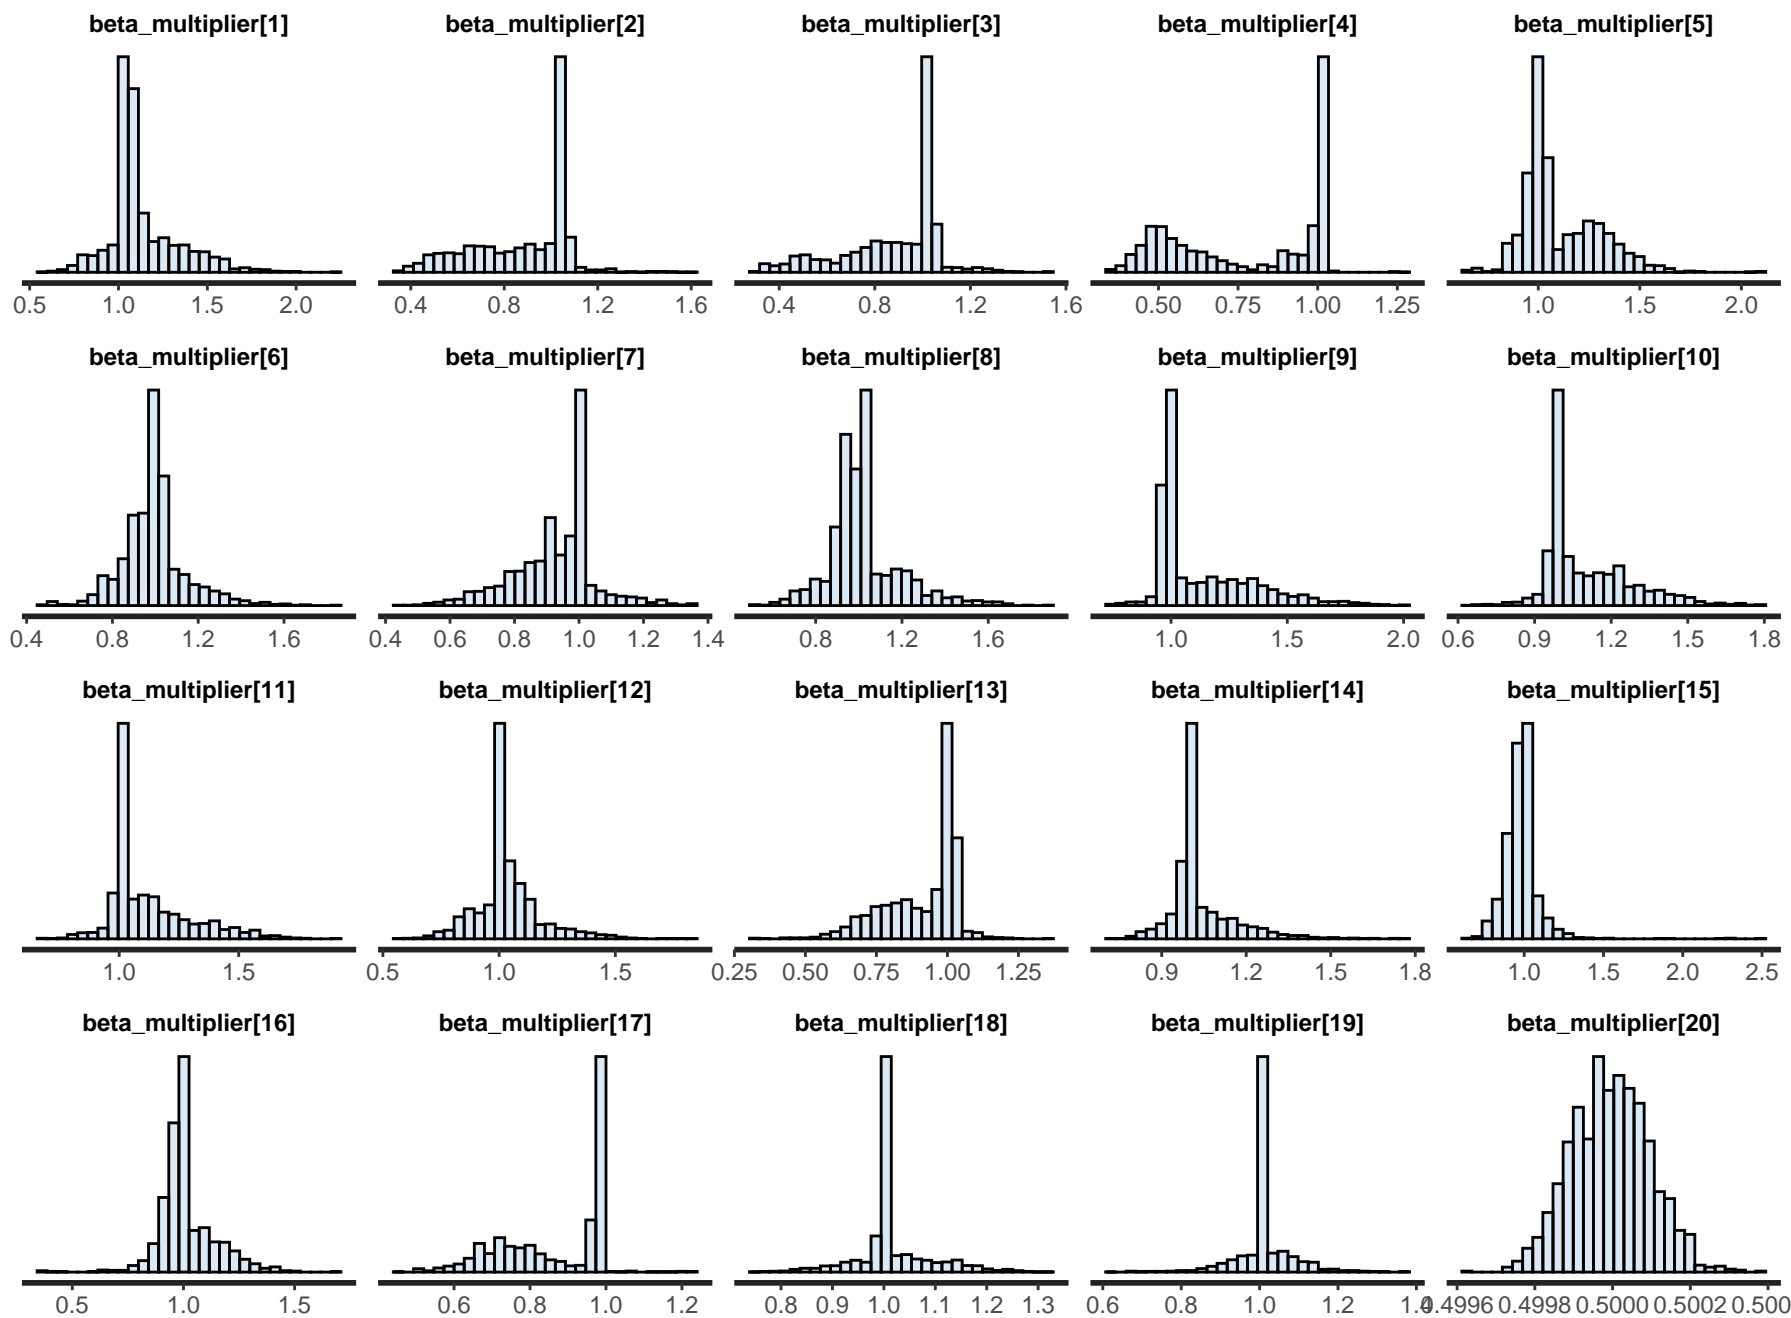 beta_multiplier[1] beta_multiplier[2] beta_multiplier[3] beta_multiplier[4] beta_multiplier[5]
0.5 1.0 1.5 2.0 0.4 0.8 1.2 1.6 0.4 0.8 1.2 1.6 0.50 0.75 1.00 1.25 1.0 1.5 2.0
beta_multiplier[6] beta_multiplier[7] beta_multiplier[8] beta_multiplier[9] beta_multiplier[10]
0.4 0.8 1.2 1.6 0.4 0.6 0.8 1.0 1.2 1.4 0.8 1.2 1.6 1.0 1.5 2.0 0.6 0.9 1.2 1.5 1.8
beta_multiplier[11] beta_multiplier[12] beta_multiplier[13] beta_multiplier[14] beta_multiplier[15]
1.0 1.5 0.5 1.0 1.5 0.25 0.50 0.75 1.00 1.25 0.9 1.2 1.5 1.8 1.0 1.5 2.0 2.5
beta_multiplier[16] beta_multiplier[17] beta_multiplier[18] beta_multiplier[19] beta_multiplier[20]
0.5 1.0 1.5 0.6 0.8 1.0 1.2 0.8 0.9 1.0 1.1 1.2 1.3 0.6 0.8 1.0 1.2 1.4 0.4996 0.4998 0.5000 0.5002